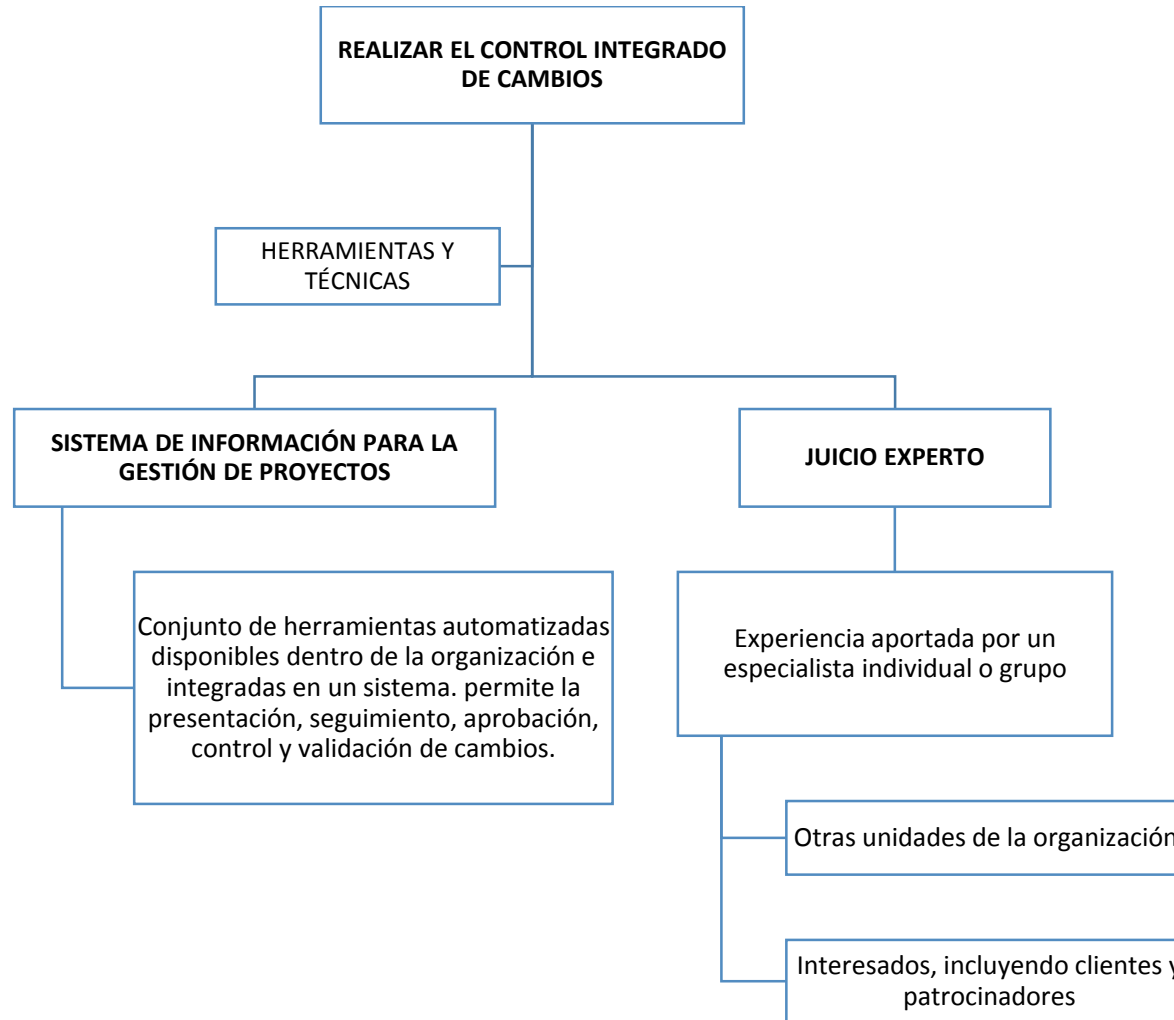 REALIZAR EL CONTROL INTEGRADO
DE CAMBIOS
HERRAMIENTAS Y
TÉCNICAS
SISTEMA DE INFORMACIÓN PARA LA
GESTIÓN DE PROYECTOS
JUICIO EXPERTO
Conjunto de herramientas automatizadas
disponibles dentro de la organización e
integradas en un sistema. permite la
presentación, seguimiento, aprobación,
control y validación de cambios.
Experiencia aportada por un
especialista individual o grupo
Otras unidades de la organización
Interesados, incluyendo clientes y
patrocinadores